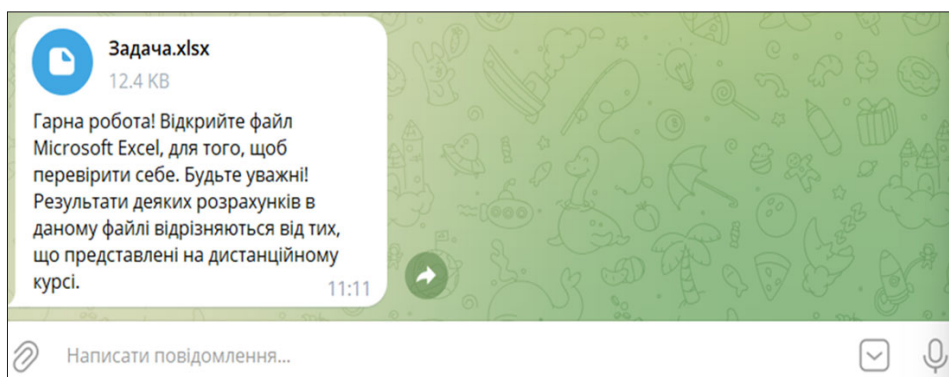 Задача.xlsx
12.4 KB
Гарна робота! Відкрийте файл
Microsoft Excel, для того, щоб
перевірити себе. Будьте уважні!
Результати деяких розрахунків в
даному файлі відрізняються від тих,
що представлені на дистанційному
курсі.
11:11
Написати повідомлення...